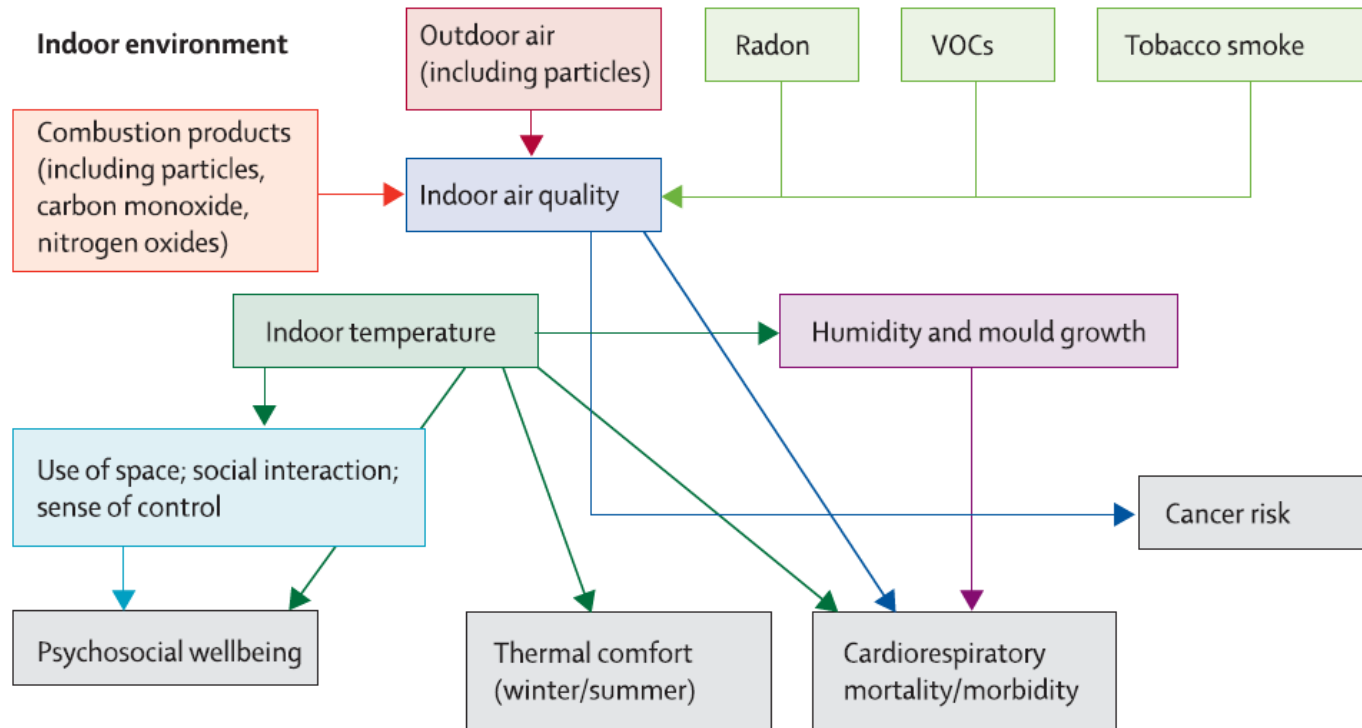 Indoor environment
Outdoor air
(including particles)
Radon
VOCs
Tobacco smoke
Combustion products
(including particles,
carbon monoxide,
nitrogen oxides)
Indoor air quality
Indoor temperature
Humidity and mould growth
Use of space; social interaction;
sense of control
Cancer risk
Psychosocial wellbeing
Thermal comfort
(winter/summer)
Cardiorespiratory
mortality/morbidity